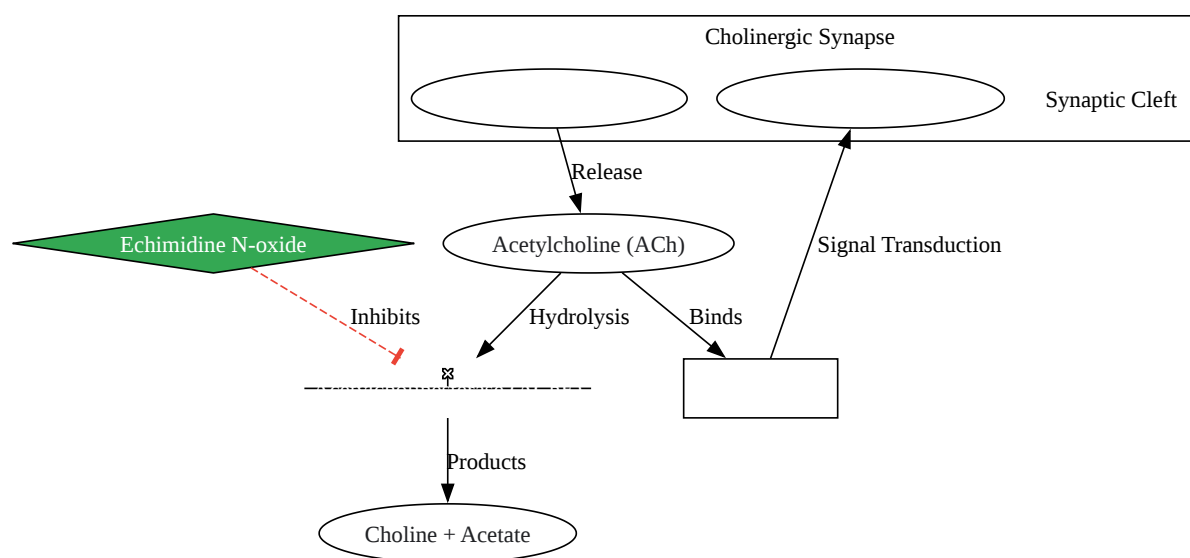 Cholinergic Synapse
Synaptic Cleft
Release
Echimidine N-oxide
Acetylcholine (ACh)
Signal Transduction
Inhibits
Hydrolysis
Binds
Products
Choline + Acetate